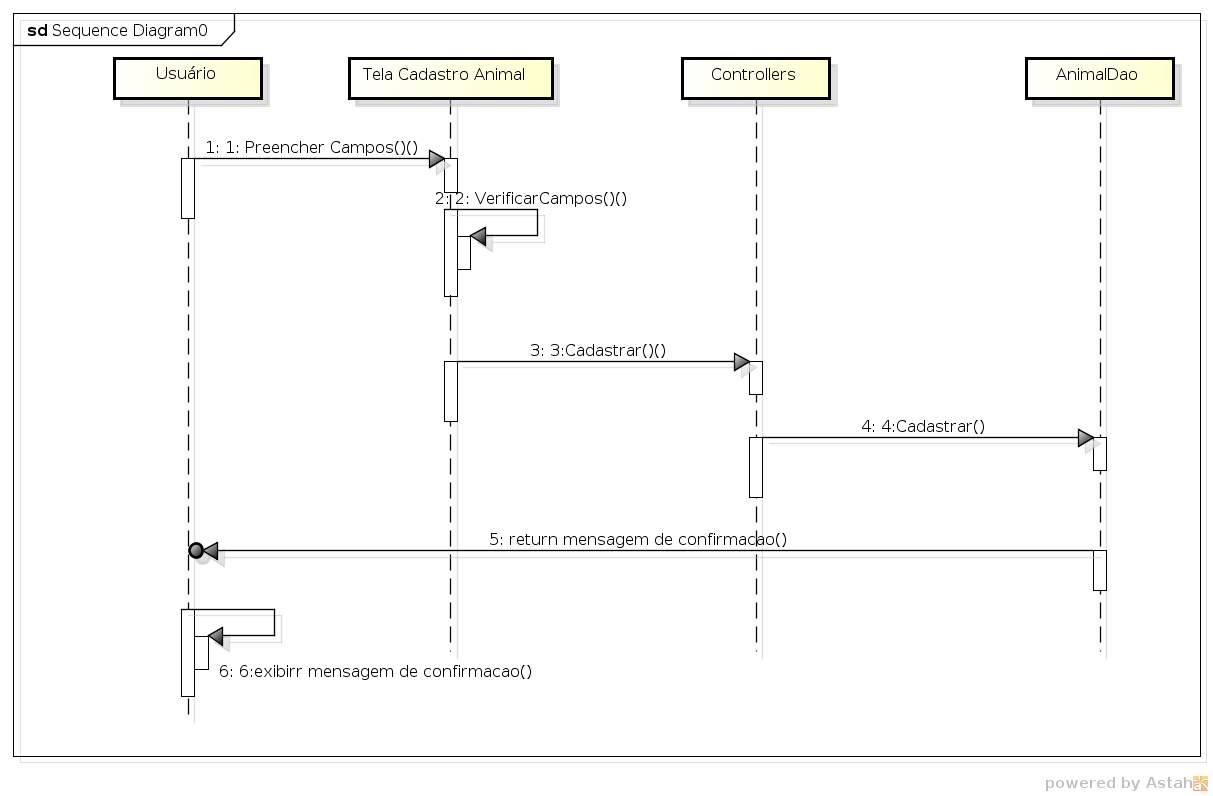 sd Sequence Diagram0
Usuário
Tela Cadastro Animal
Controllers
AnimalDao
1: 1: Preencher Campos()()
2: 2: VerificarCampos()()
3: 3:Cadastrar()()
4: 4:Cadastrar()
5: return mensagem de confirmacao()
6: 6:exibirr mensagem de confirmacao()
powered by Astah